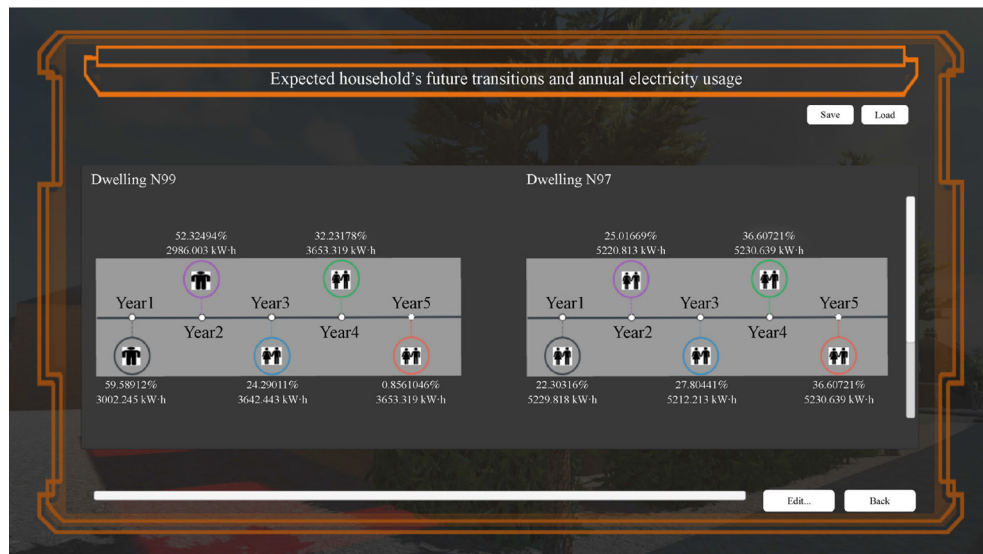 Expected household's future transitions and annual electricity usage
Save
Load
Dwelling N99
52.32494%
2986.003 kW·h
32.23178%
3653.319 kW·h
Year1
Year2
Year3
Year4
Year5
59.58912%
3002.245 kW·h
24.29011%
3642.443 kW·h
0.8561046%
3653.319 kW·h
Dwelling N97
25.01669%
5220.813 kW·h
36.60721%
5230.639 kW·h
Year1
Year2
Year3
Year4
Year5
22.30316%
5229.818 kW·h
27.80441%
5212.213 kW·h
36.60721%
5230.639 kW·h
Edit...
Back